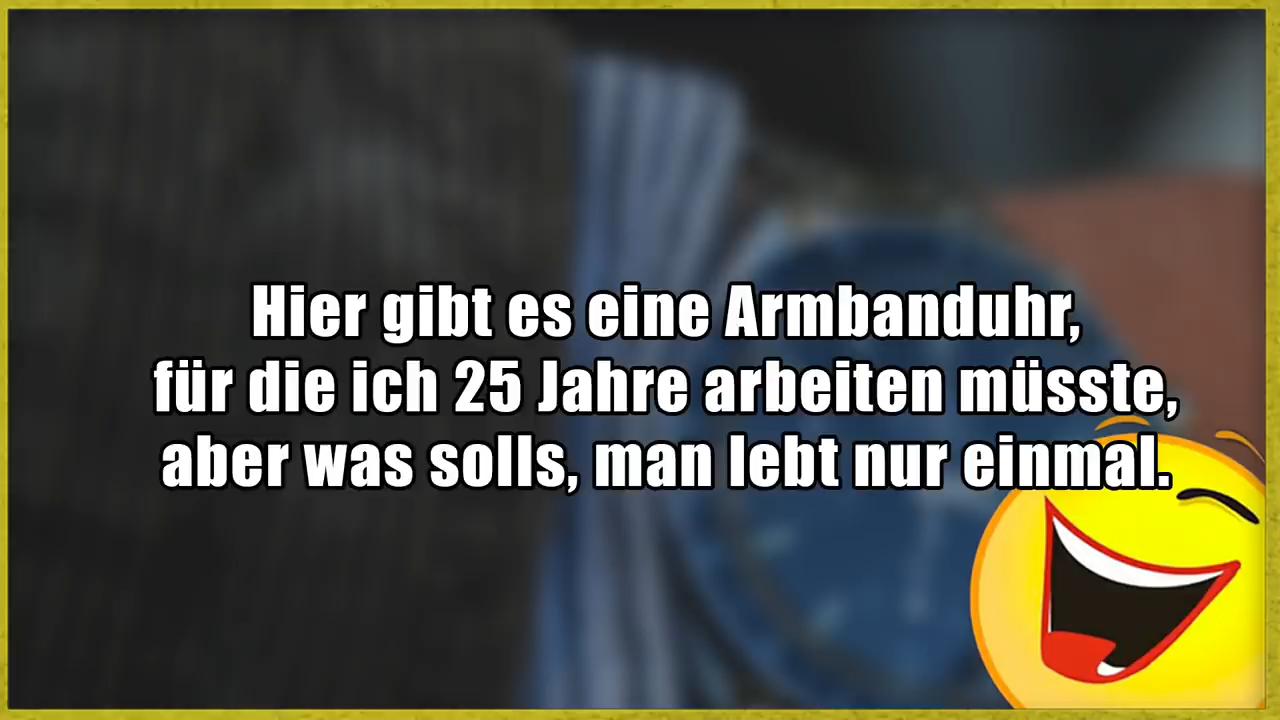 Hier gibt es eine Armbanduhr,
für die ich 25 Jahre arbeiten müsste,
aber was solls, man lebt nur einmal.